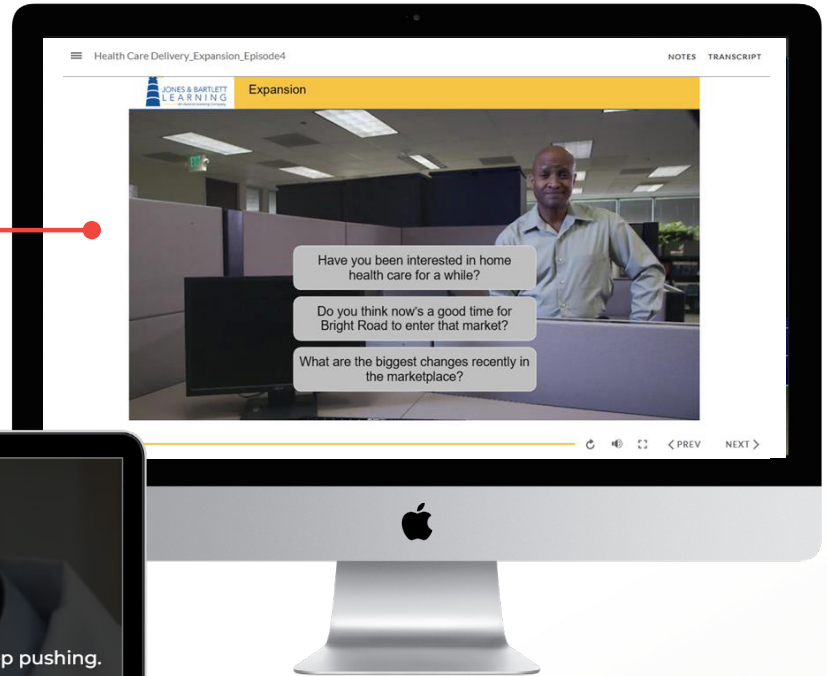 Health Care Delivery_Expansion_Episode4
NOTES TRANSCRIPT
JONES & BARTLETT
LEARNING
Expansion
EXIT
Have you been interested in home
health care for a while?
Do you think now's a good time for
Bright Road to enter that market?
What are the biggest changes recently in
the marketplace?
< PREV NEXT >
p pushing.